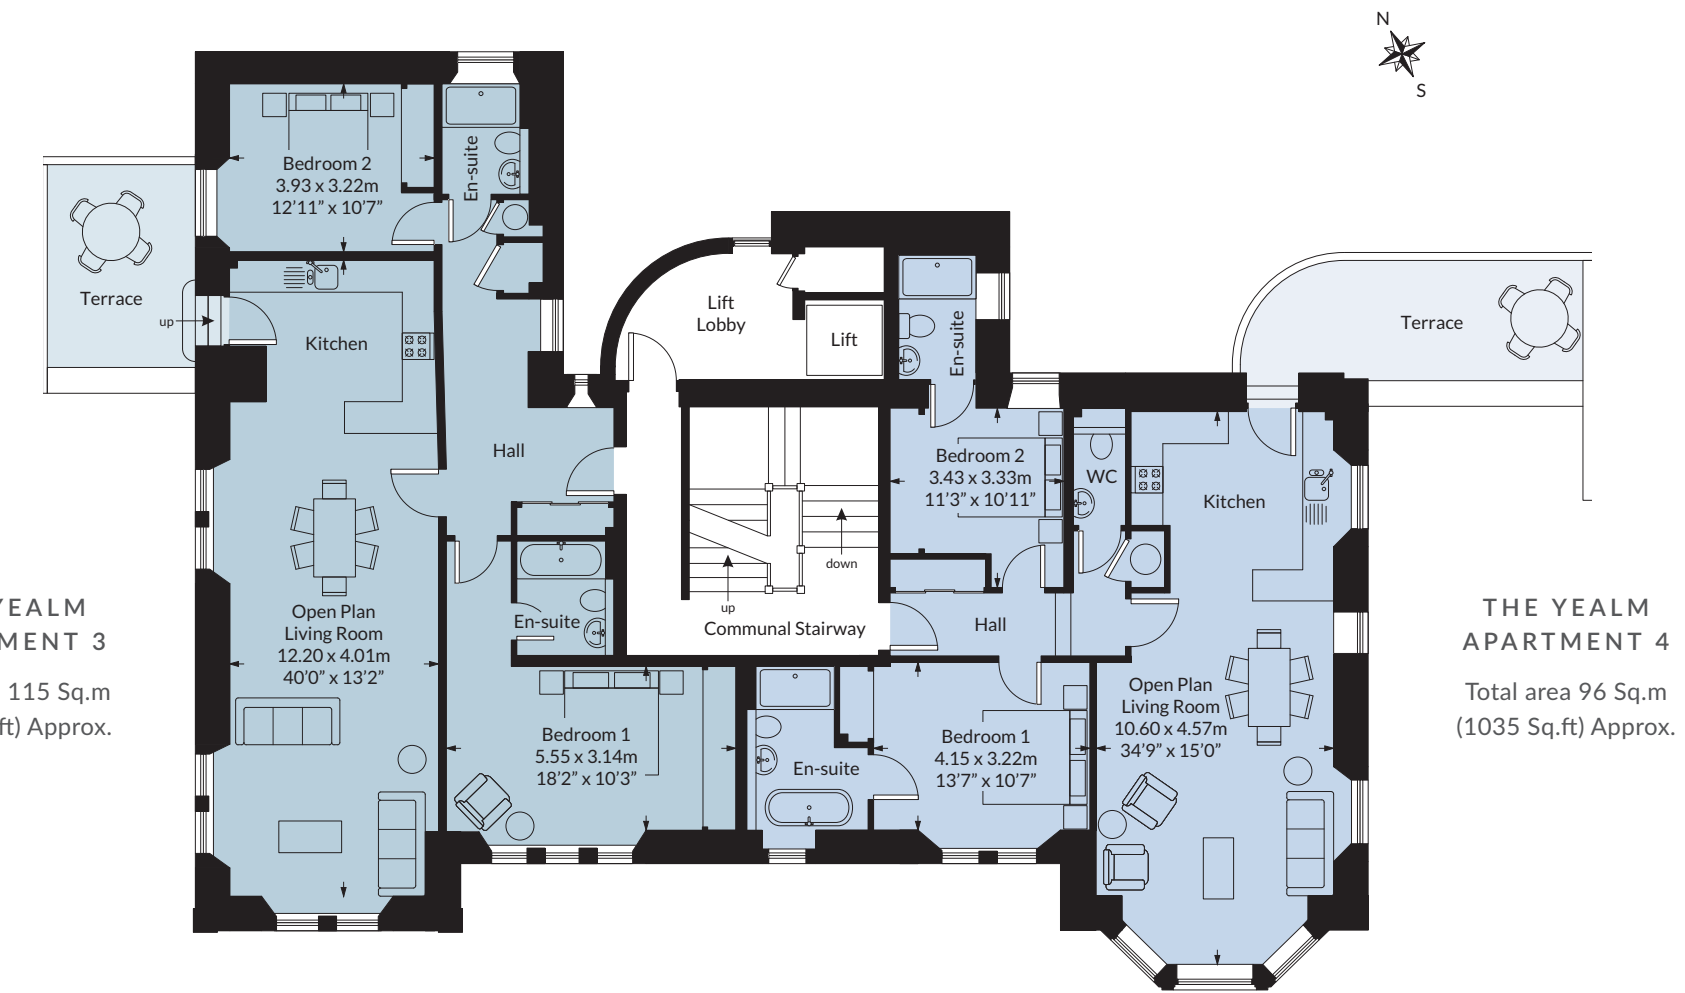 N
S
Bedroom 2
3.93 x 3.22m
12’11” x 10’7”
En-suite
Terrace
up
Kitchen
Hall
Open Plan
Living Room
12.20 x 4.01m
40’0” x 13’2”
En-suite
Bedroom 1
5.55 x 3.14m
18’2” x 10’3”
Lift
Lobby
Lift
up
down
Communal Stairway
En-suite
Bedroom 2
3.43 x 3.33m
11’3” x 10’11”
WC
Kitchen
Terrace
Hall
En-suite
Bedroom 1
4.15 x 3.22m
13’7” x 10’7”
Open Plan
Living Room
10.60 x 4.57m
34’9” x 15’0”
YEALM
MENT 3
115 Sq.m
ft) Approx.
THE YEALM
APARTMENT 4
Total area 96 Sq.m
(1035 Sq.ft) Approx.